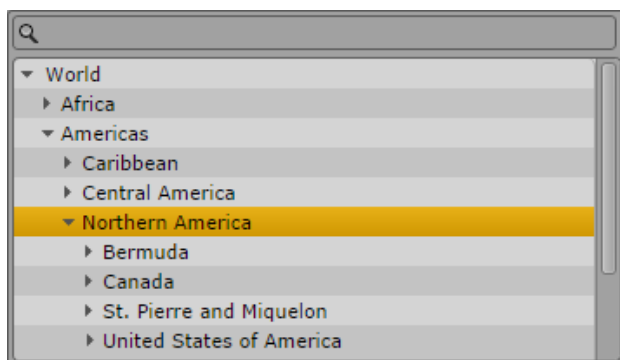 World
Africa
Americas
Caribbean
Central America
Northern America
Bermuda
Canada
St. Pierre and Miquelon
United States of America